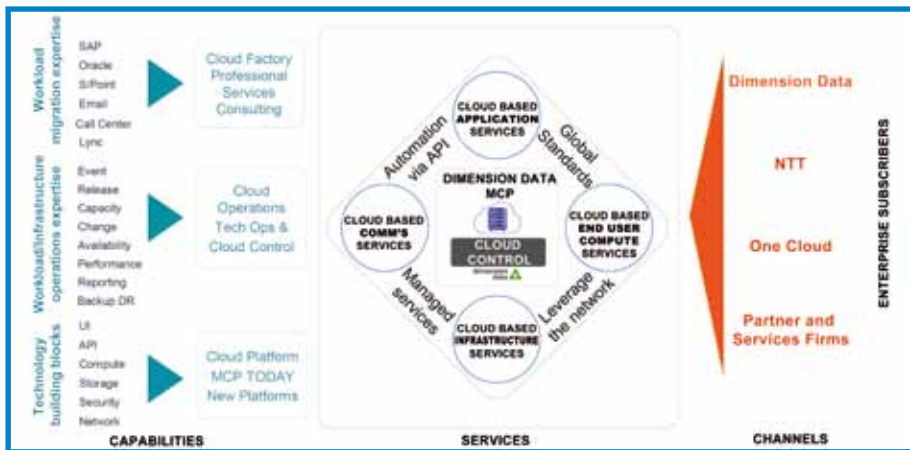 Workload
migration expertise
SAP
Oracle
S/Point
Email
Call Center
Lync
Cloud Factory
Professional
Services
Consulting
Workload/Infrastructure
operations expertise
Event
Release
Capacity
Change
Availability
Performance
Reporting
Backup DR
Cloud
Operations
Tech Ops &
Cloud Control
Technology
building blocks
UI
API
Compute
Storage
Security
Network
Cloud Platform
MCP TODAY
New Platforms
CAPABILITIES
CLOUD BASED
APPLICATION
SERVICES
Automation
via API
Global
Standards
DIMENSION DATA
MCP
CLOUD
CONTROL
CLOUD BASED
COMM'S
SERVICES
CLOUD BASED
END USER
COMPUTE
SERVICES
Managed
services
Leverage
the network
CLOUD BASED
INFRASTRUCTURE
SERVICES
SERVICES
Dimension Data
NTT
One Cloud
Partner and
Services Firms
ENTERPRISE SUBSCRIBERS
CHANNELS